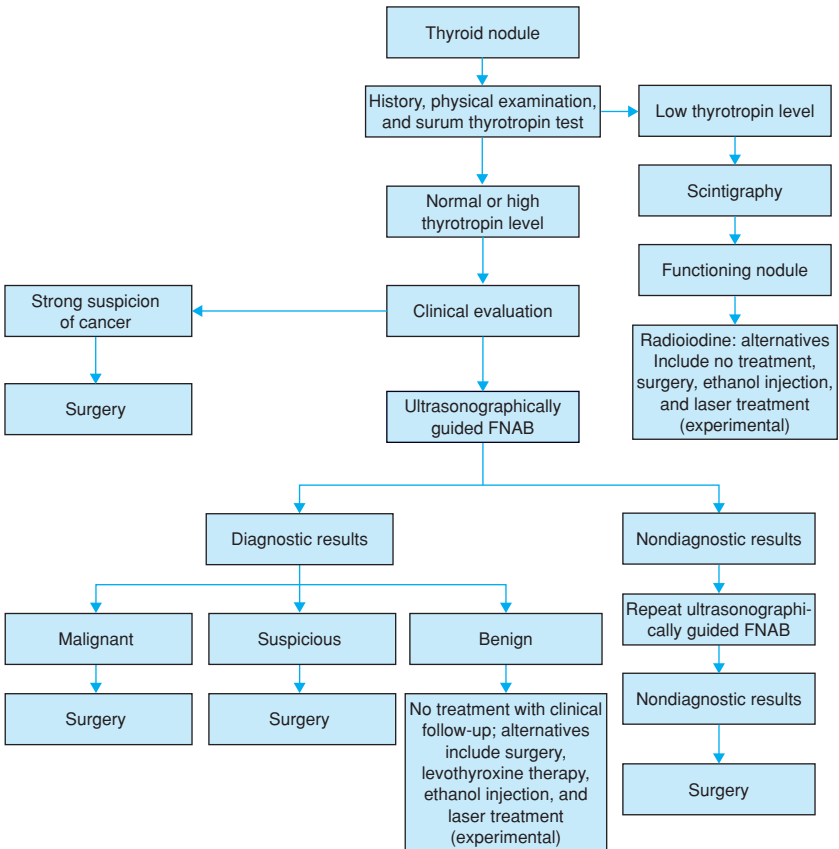 Thyroid nodule
History, physical examination,
and surum thyrotropin test
Low thyrotropin level
Scintigraphy
Normal or high
thyrotropin level
Functioning nodule
Strong suspicion
of cancer
Clinical evaluation
Radioiodine: alternatives
Include no treatment,
surgery, ethanol injection,
and laser treatment
(experimental)
Surgery
Ultrasonographically
guided FNAB
Diagnostic results
Nondiagnostic results
Malignant
Suspicious
Benign
Repeat ultrasonographi-
cally guided FNAB
Surgery
Surgery
No treatment with clinical
follow-up; alternatives
include surgery,
levothyroxine therapy,
ethanol injection, and
laser treatment
(experimental)
Nondiagnostic results
Surgery